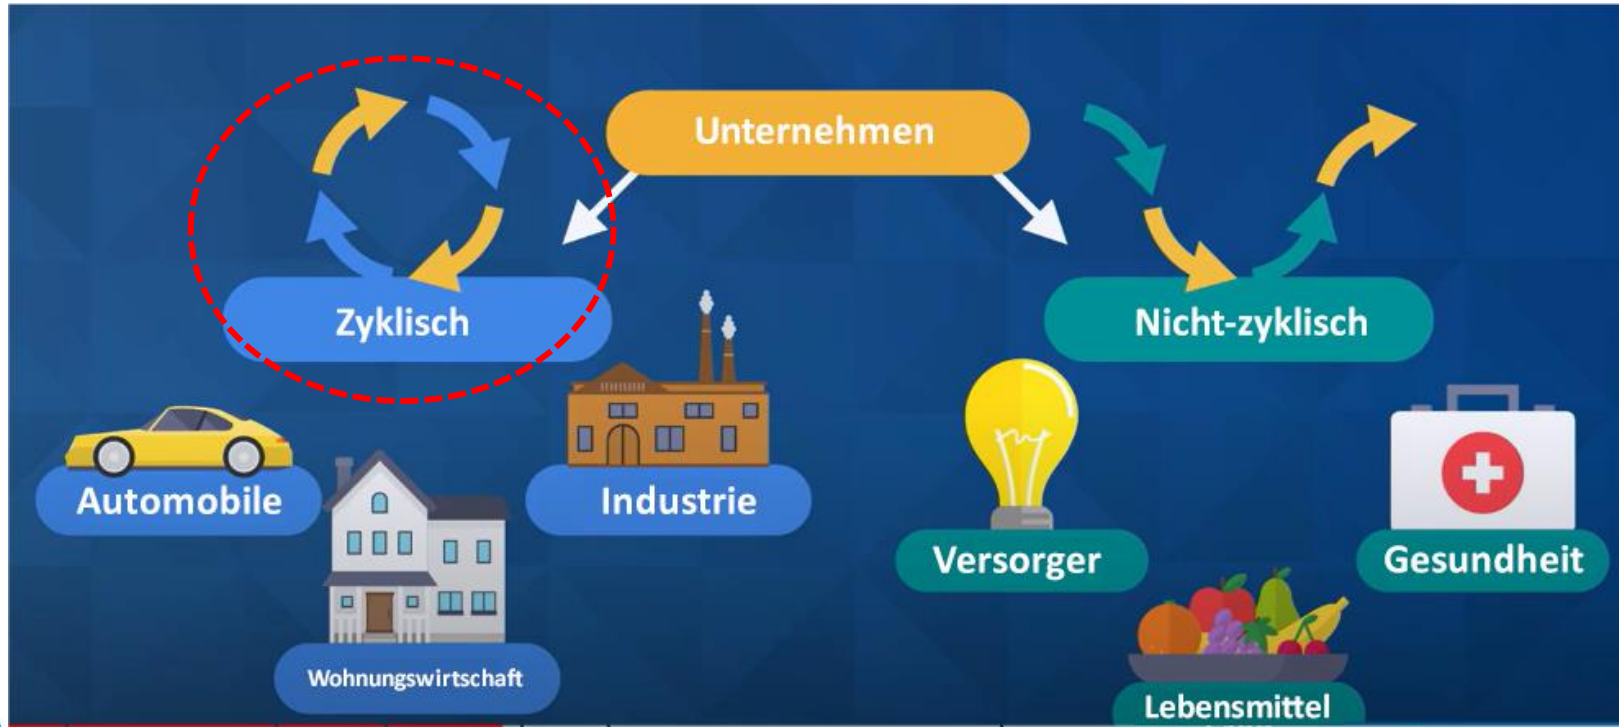 Unternehmen
Zyklisch
Nicht-zyklisch
Automobile
Industrie
Wohnungswirtschaft
Versorger
Gesundheit
Lebensmittel